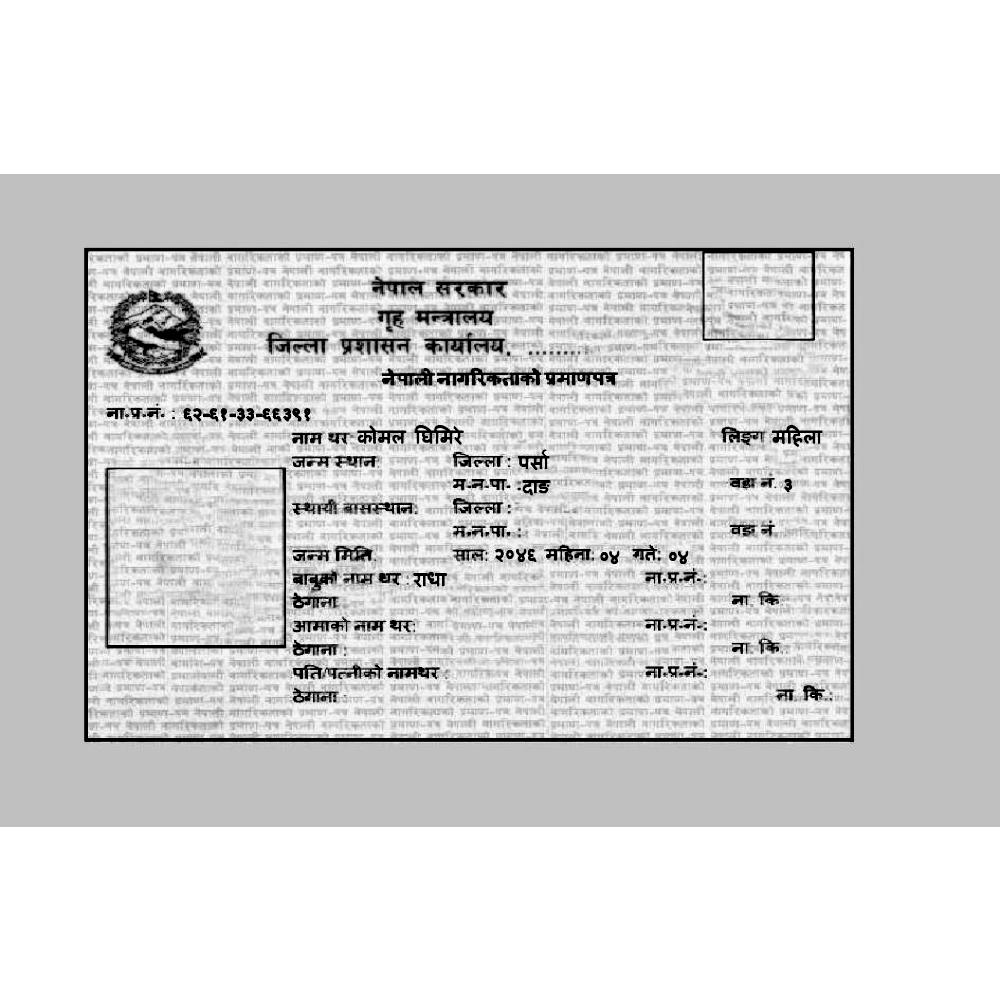 नेपाल सरकार
गृह मन्त्रालय
जिल्ला प्रशासन कार्यालय, .........
नेपाली नागरिकताको प्रमाणपत्र
ना.प्र.नं. : ६२-६१-३३-६६३९१
नाम थर कोमल घिमिरे लिङ्ग महिला
जन्म स्थान: जिल्ला : पर्सा
म.न.पा. : दाङ वडा नं. ३
स्थायी बासस्थान: जिल्ला :
म.न.पा. : वडा नं.
जन्म मिति साल: २०४६ महिना: ०४ गते: ०४
बाबुको नाम थर : राधा ना.प्र.नं.:
ठेगाना ना. कि.
आमाको नाम थर: ना.प्र.नं.:
ठेगाना : ना. कि.:
पति/पत्नीको नामथर : ना.प्र.नं.:
ठेगाना: ना. कि.: